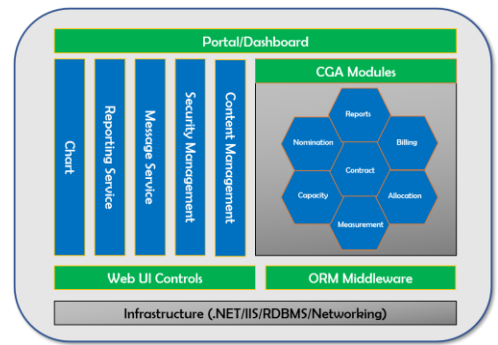 Portal/Dashboard
Chart
Reporting Service
Message Service
Security Management
Content Management
CGA Modules
Reports
Nomination
Billing
Contract
Capacity
Allocation
Measurement
Web UI Controls
ORM Middleware
Infrastructure (.NET/IIS/RDBMS/Networking)